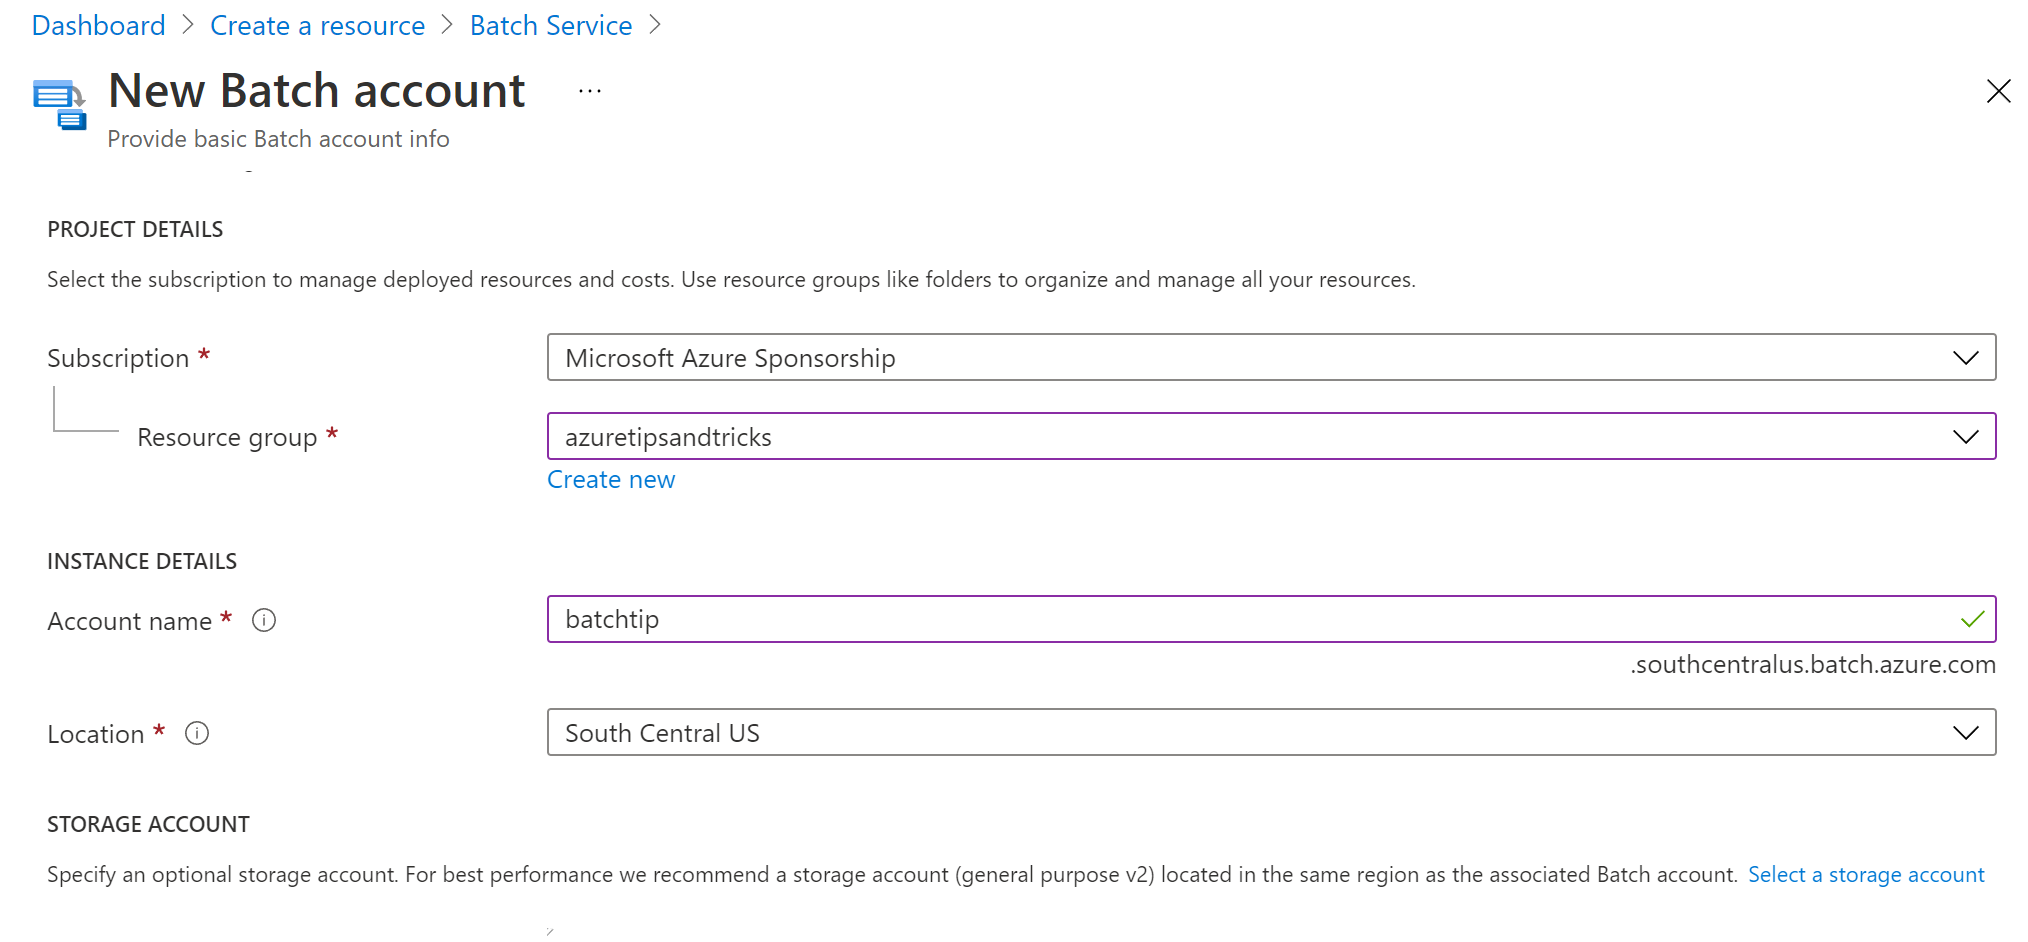 Dashboard > Create a resource > Batch Service >
New Batch account ...
Provide basic Batch account info
PROJECT DETAILS
Select the subscription to manage deployed resources and costs. Use resource groups like folders to organize and manage all your resources.
Subscription * Microsoft Azure Sponsorship
Resource group * azuretipsandtricks
Create new
INSTANCE DETAILS
Account name * batchtip
.southcentralus.batch.azure.com
Location * South Central US
STORAGE ACCOUNT
Specify an optional storage account. For best performance we recommend a storage account (general purpose v2) located in the same region as the associated Batch account. Select a storage account